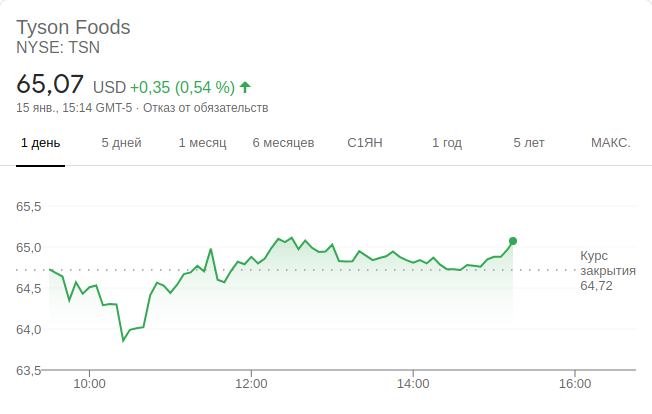 Tyson Foods
NYSE: TSN
65,07 USD +0,35 (0,54 %)
15 янв., 15:14 GMT-5 · Отказ от обязательств
1 день 5 дней 1 месяц 6 месяцев С1ЯН 1 год 5 лет МАКС.
65,5
65,0
64,5
64,0
63,5
Курс
закрытия
64,72
10:00 12:00 14:00 16:00